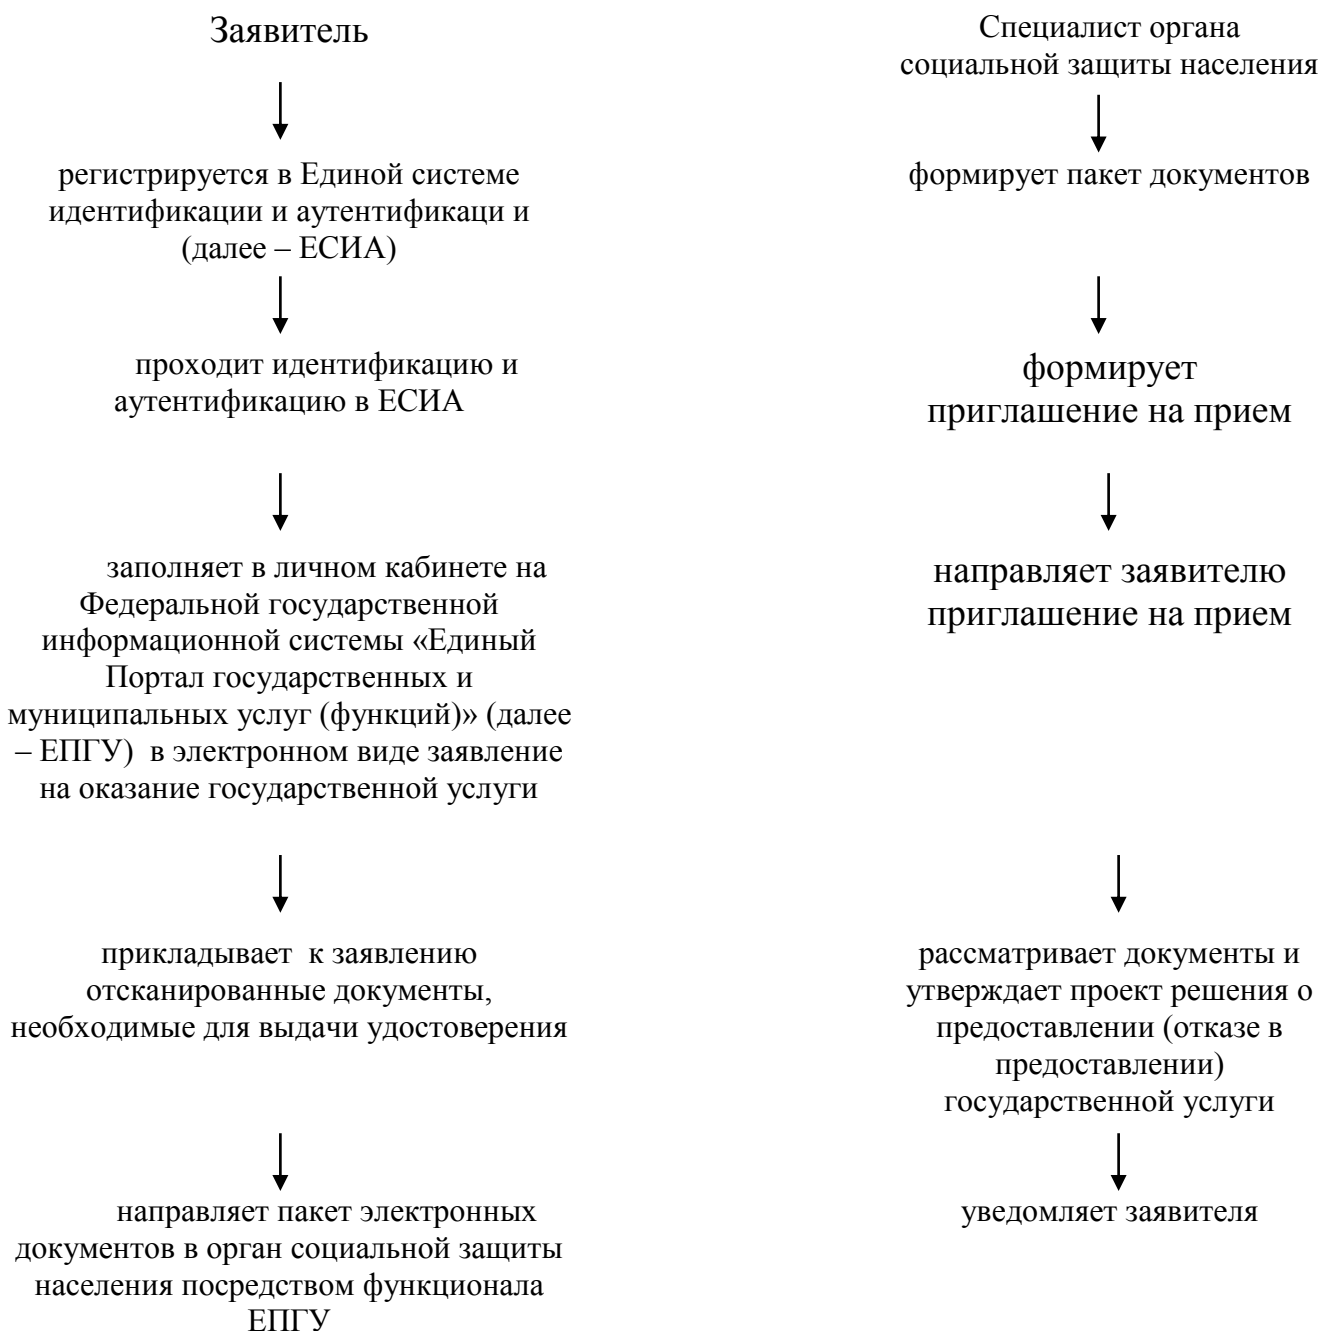 Заявитель
регистрируется в Единой системе
идентификации и аутентификаци и
(далее – ЕСИА)
проходит идентификацию и
аутентификацию в ЕСИА
заполняет в личном кабинете на
Федеральной государственной
информационной системы «Единый
Портал государственных и
муниципальных услуг (функций)» (далее
– ЕПГУ)  в электронном виде заявление
на оказание государственной услуги
прикладывает  к заявлению
отсканированные документы,
необходимые для выдачи удостоверения
направляет пакет электронных
документов в орган социальной защиты
населения посредством функционала
ЕПГУ
Специалист органа
социальной защиты населения
формирует пакет документов
формирует
приглашение на прием
направляет заявителю
приглашение на прием
рассматривает документы и
утверждает проект решения о
предоставлении (отказе в
предоставлении)
государственной услуги
уведомляет заявителя